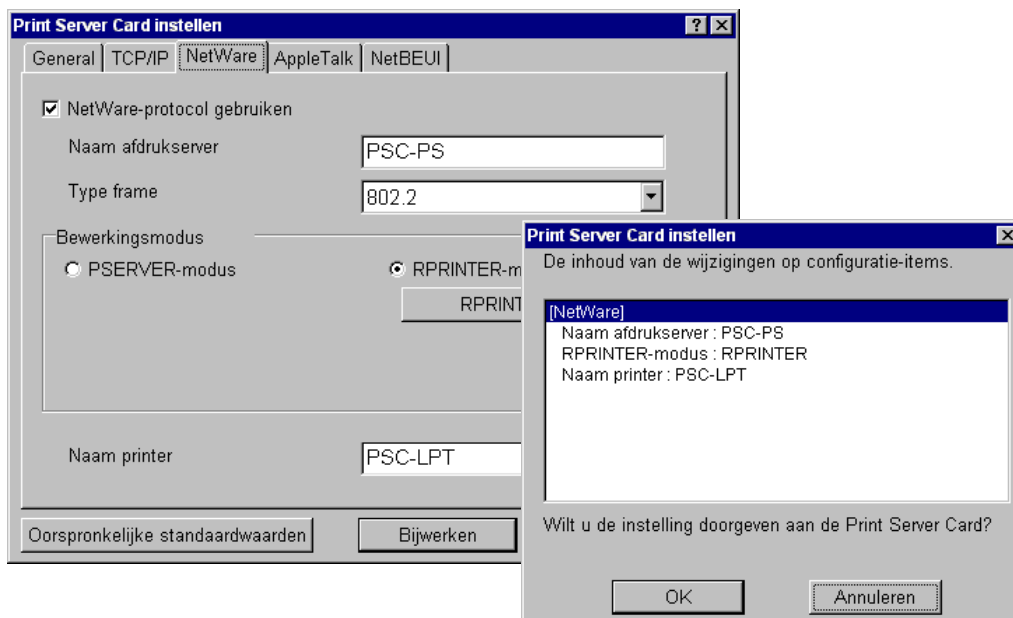 Print Server Card instellen
General TCP/IP NetWare AppleTalk NetBEUI
NetWare-protocol gebruiken
Naam afdrukserver PSC-PS
Type frame 802.2
Bewerkingsmodus
PSERVER-modus RPRINTER-m
RPRINT
Naam printer PSC-LPT
Oorspronkelijke standaardwaarden Bijwerken
Print Server Card instellen
De inhoud van de wijzigingen op configuratie-items.
[NetWare]
Naam afdrukserver : PSC-PS
RPRINTER-modus : RPRINTER
Naam printer : PSC-LPT
Wilt u de instelling doorgeven aan de Print Server Card?
OK Annuleren